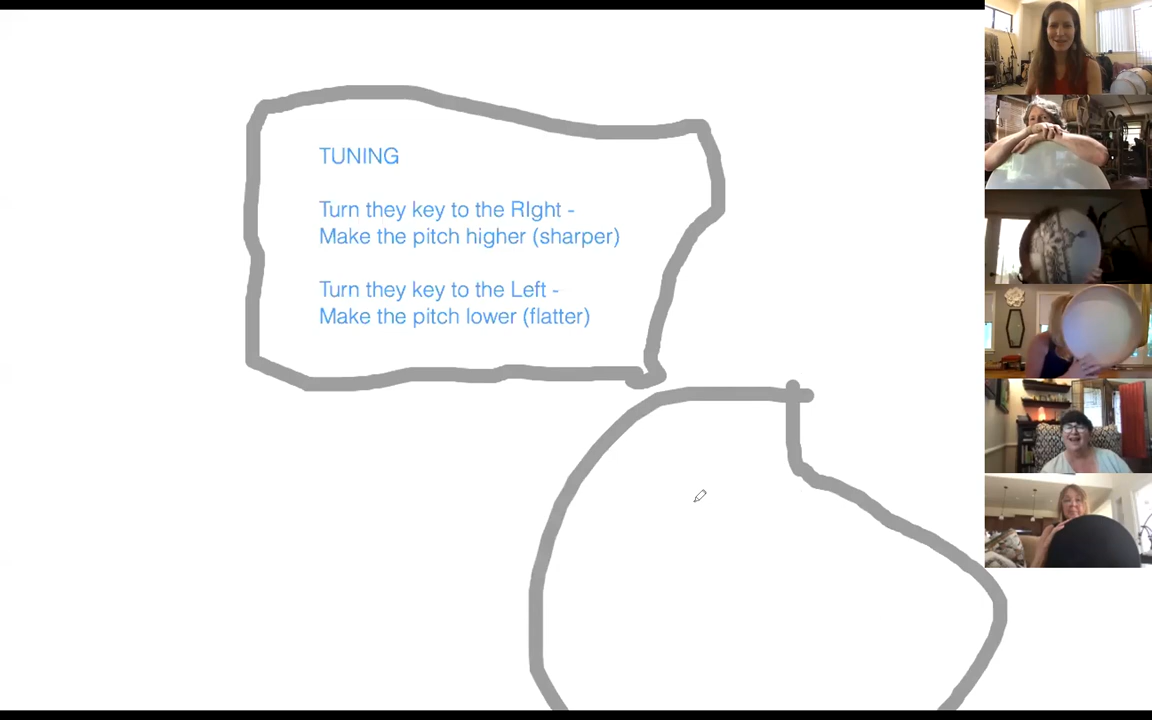 TUNING
Turn they key to the RIght -
Make the pitch higher (sharper)
Turn they key to the Left -
Make the pitch lower (flatter)